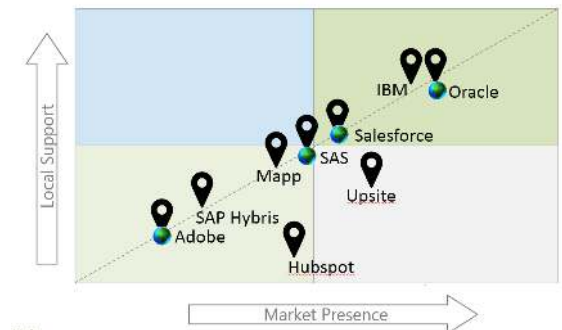 Local Support
IBM
Oracle
Salesforce
SAS
Mapp
Upsite
SAP Hybris
Adobe
Hubspot
Market Presence